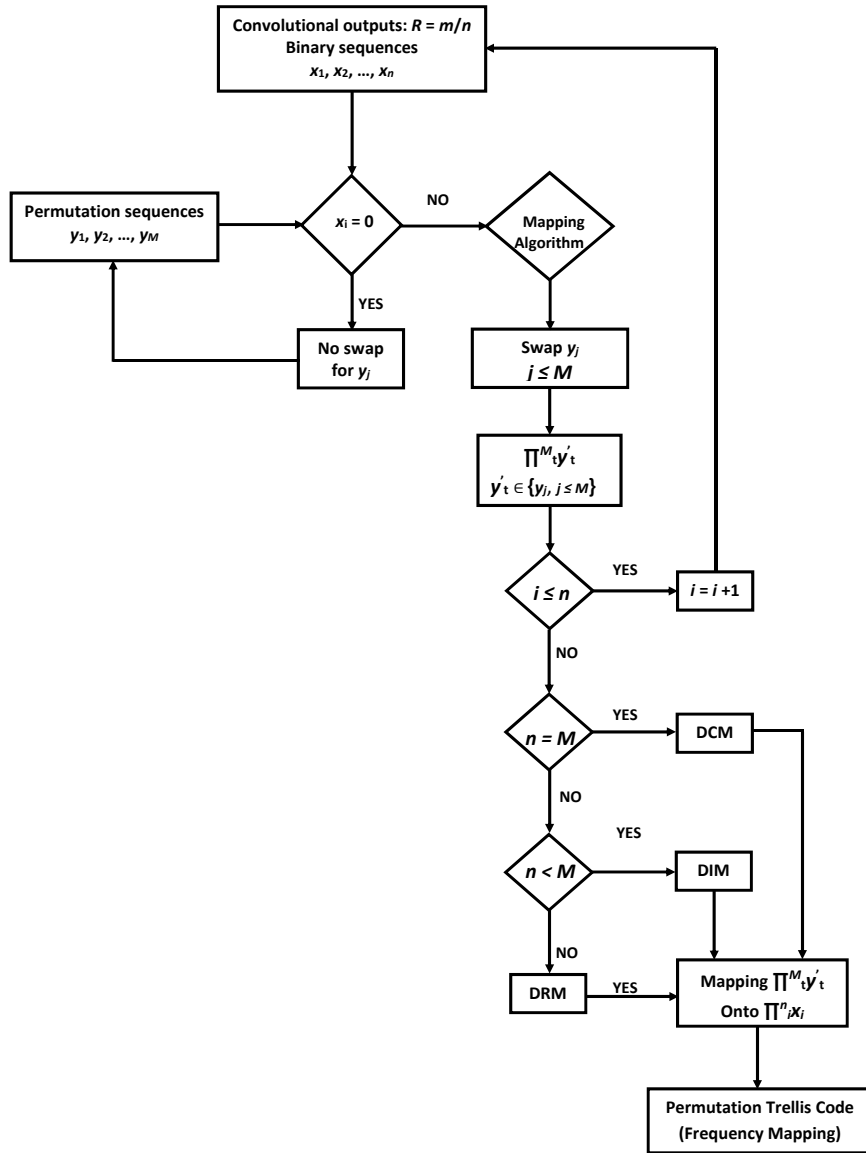 Convolutional outputs: R = m/n
Binary sequences
x₁, x₂, ..., xₙ
Permutation sequences
y₁, y₂, ..., y_M
xᵢ = 0
NO
Mapping
Algorithm
YES
No swap
for yⱼ
Swap yⱼ
j ≤ M
∏ᴹₜy'ₜ
y'ₜ ∈ {yⱼ, j ≤ M}
i ≤ n
YES
i = i +1
NO
n = M
YES
DCM
NO
n < M
YES
DIM
NO
DRM
YES
Mapping ∏ᴹₜy'ₜ
Onto ∏ⁿᵢxᵢ
Permutation Trellis Code
(Frequency Mapping)